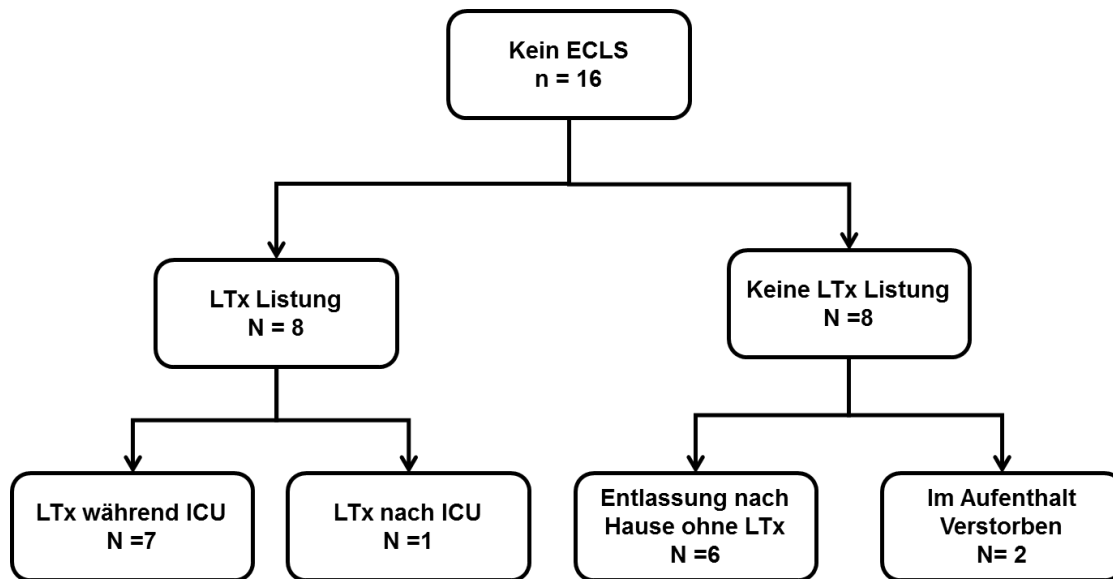 Kein ECLS
n = 16
LTx Listung
N = 8
Keine LTx Listung
N =8
LTx während ICU
N =7
LTx nach ICU
N =1
Entlassung nach
Hause ohne LTx
N =6
Im Aufenthalt
Verstorben
N= 2